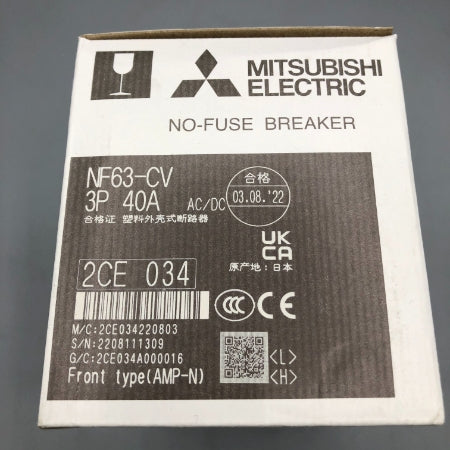 MITSUBISHI
ELECTRIC
NO-FUSE BREAKER
NF63-CV
3P 40A AC/DC
合格
03.08.'22
合格证 塑料外壳式断路器
UK
CA
原产地:日本
2CE 034
CCC
M/C:2CE034220803
S/N:2208111309
G/C:2CE034A000016
<L>
Front type(AMP-N)
<H>